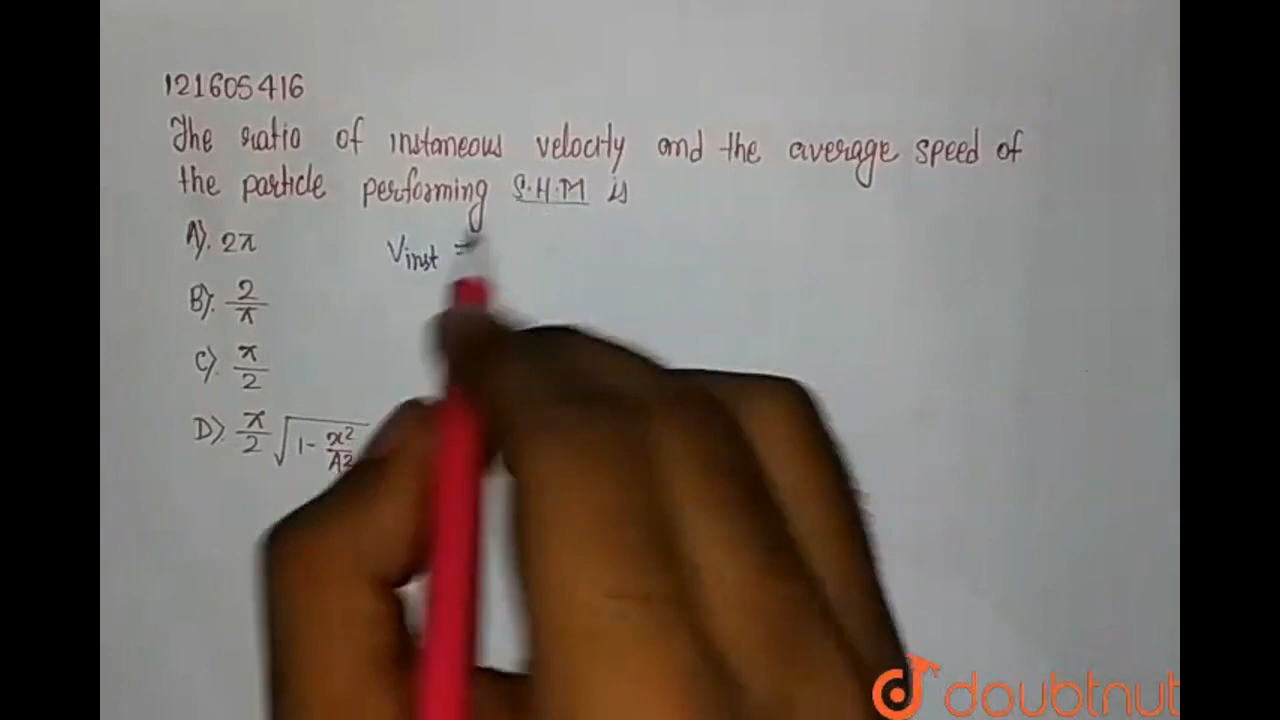 121605416
The ratio of instaneous velocity and the average speed of
the particle performing S.H.M is
A). 2π
B). 2/π
C). π/2
D). π/2 √1 - x²/A²
Vinst =
doubtnut